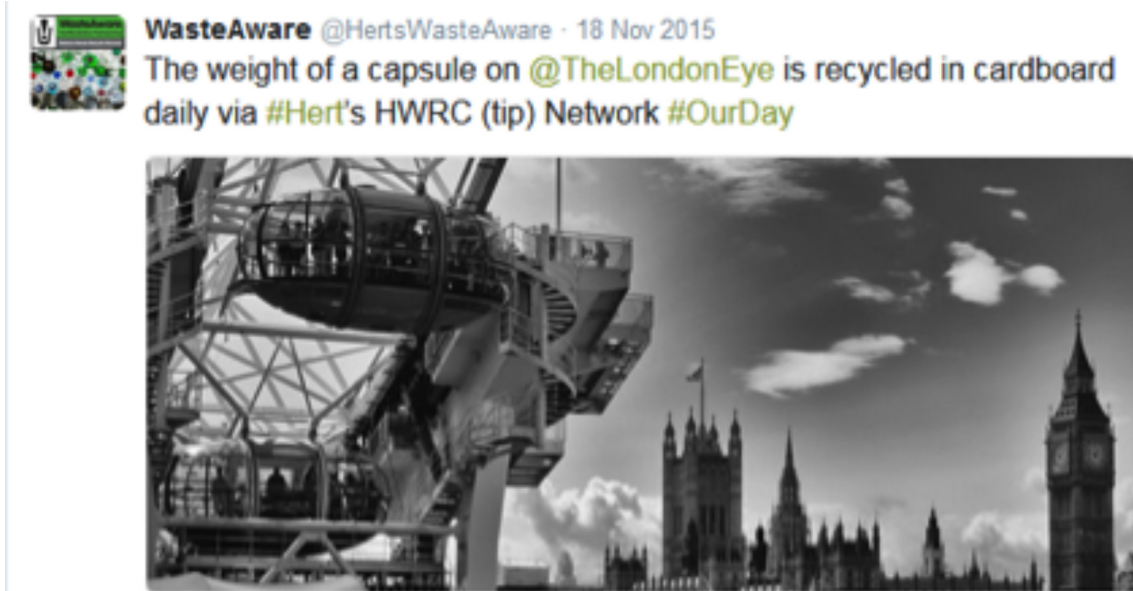 WasteAware @HertsWasteAware · 18 Nov 2015
The weight of a capsule on @TheLondonEye is recycled in cardboard
daily via #Hert's HWRC (tip) Network #OurDay
WasteAware